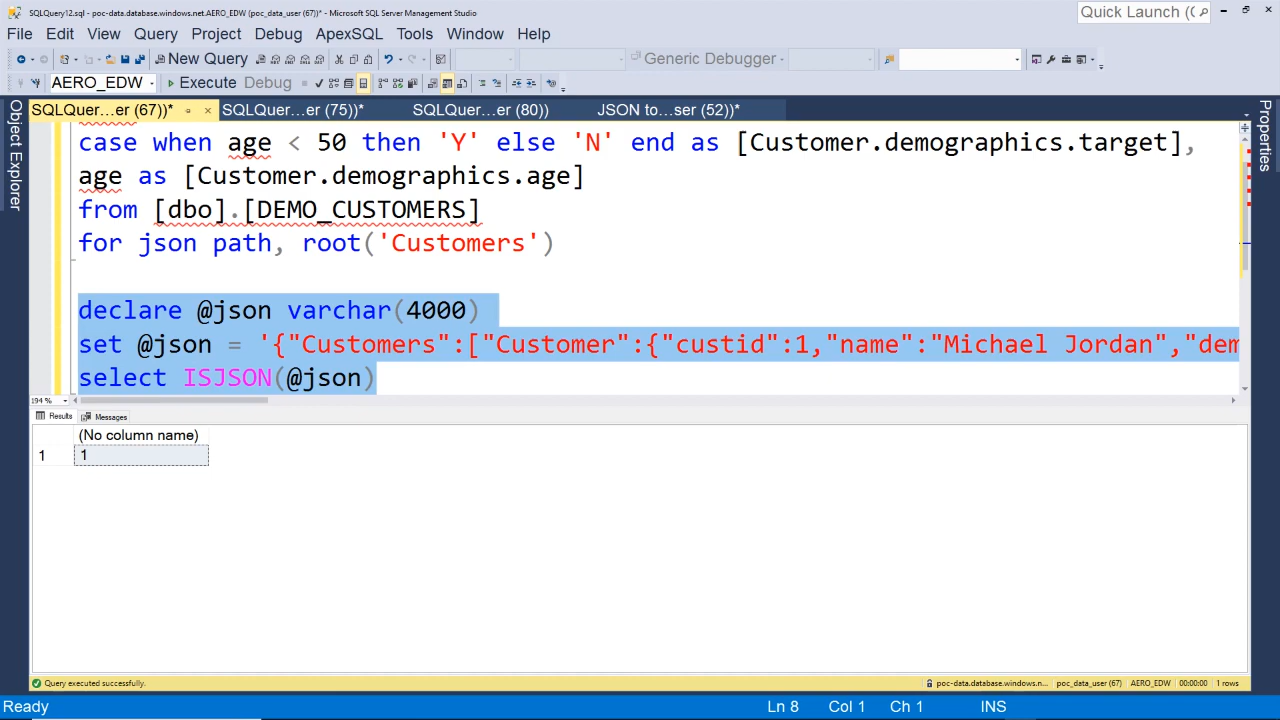 SQLQuery12.sql - poc-data.database.windows.net.AERO_EDW (poc_data_user (67))* - Microsoft SQL Server Management Studio
Quick Launch (
File Edit View Query Project Debug ApexSQL Tools Window Help
New Query Generic Debugger
AERO_EDW Execute Debug
SQLQuer...er (67))* SQLQuer...er (75))* SQLQuer...er (80)) JSON to...ser (52))*
Object Explorer
Properties
case when age < 50 then 'Y' else 'N' end as [Customer.demographics.target],
age as [Customer.demographics.age]
from [dbo].[DEMO_CUSTOMERS]
for json path, root('Customers')
declare @json varchar(4000)
set @json = '{"Customers":["Customer":{"custid":1,"name":"Michael Jordan","dem
select ISJSON(@json)
194 %
Results Messages
(No column name)
1 1
Query executed successfully. poc-data.database.windows.n... poc_data_user (67) AERO_EDW 00:00:00 1 rows
Ready Ln 8 Col 1 Ch 1 INS